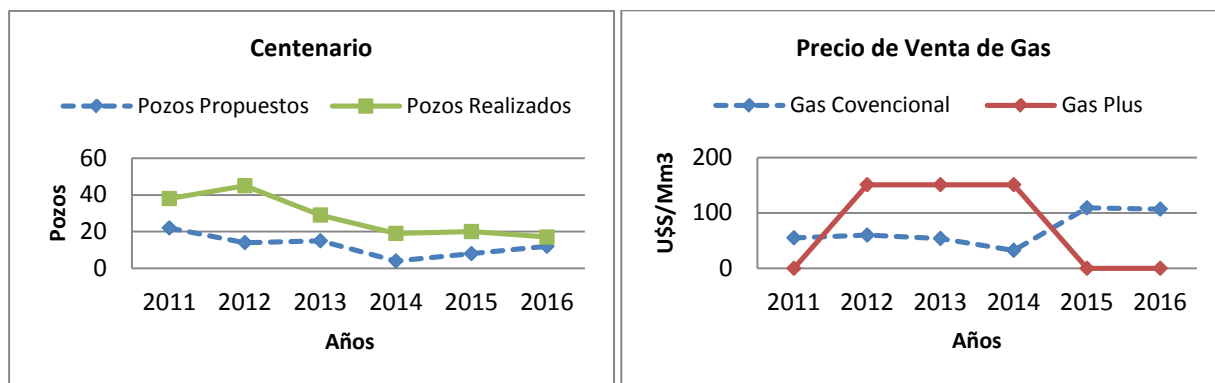 Centenario
Pozos Propuestos Pozos Realizados
60
40
20
0
Pozos
2011 2012 2013 2014 2015 2016
Años
Precio de Venta de Gas
Gas Covencional Gas Plus
200
100
0
U$S/Mm3
2011 2012 2013 2014 2015 2016
Años